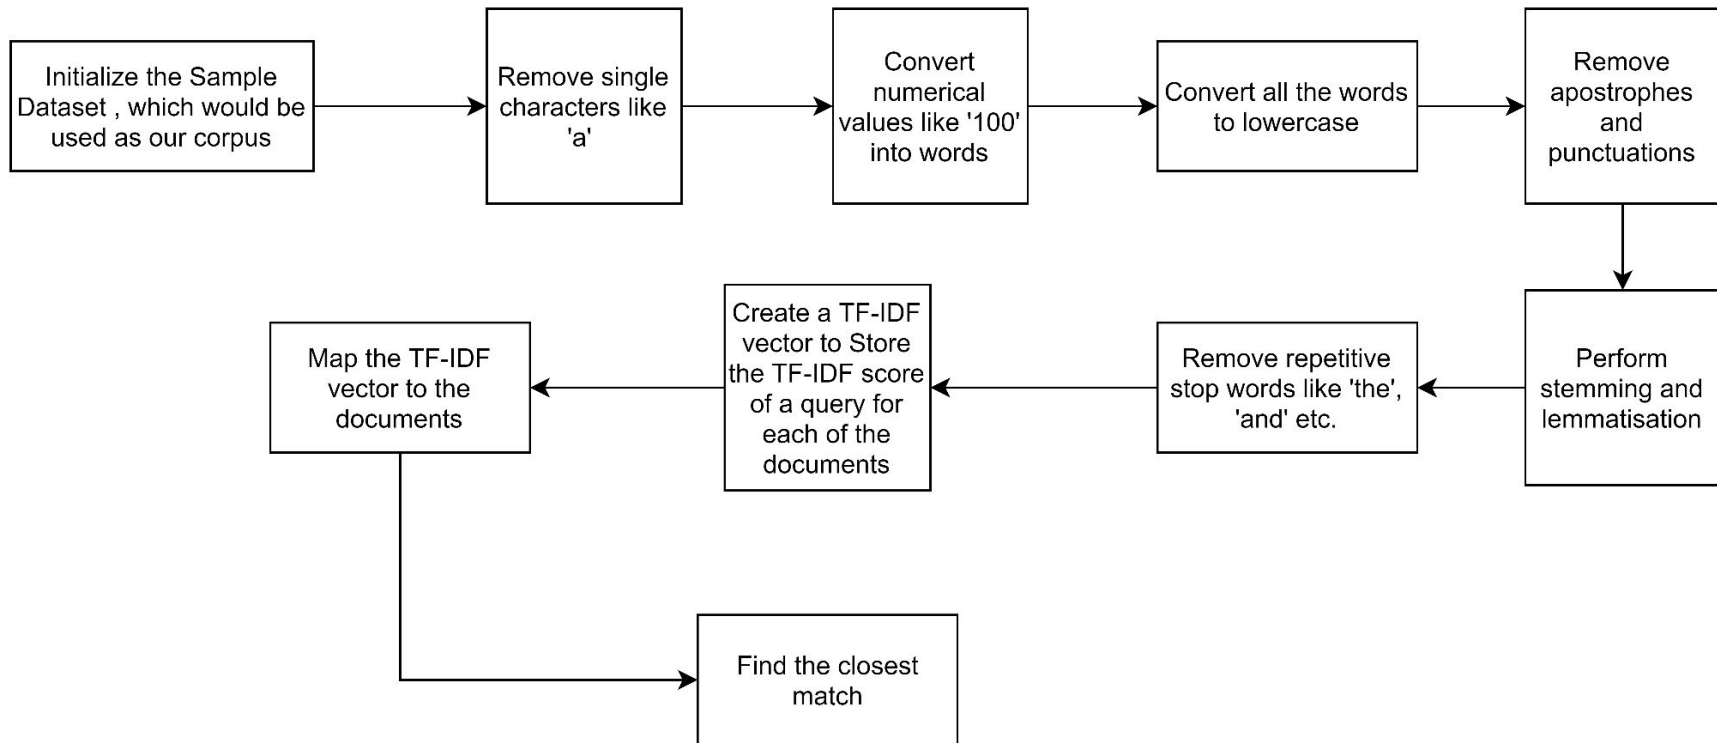 Initialize the Sample
Dataset , which would be
used as our corpus
Remove single
characters like
'a'
Convert
numerical
values like '100'
into words
Convert all the words
to lowercase
Remove
apostrophes
and
punctuations
Perform
stemming and
lemmatisation
Remove repetitive
stop words like 'the',
'and' etc.
Create a TF-IDF
vector to Store
the TF-IDF score
of a query for
each of the
documents
Map the TF-IDF
vector to the
documents
Find the closest
match